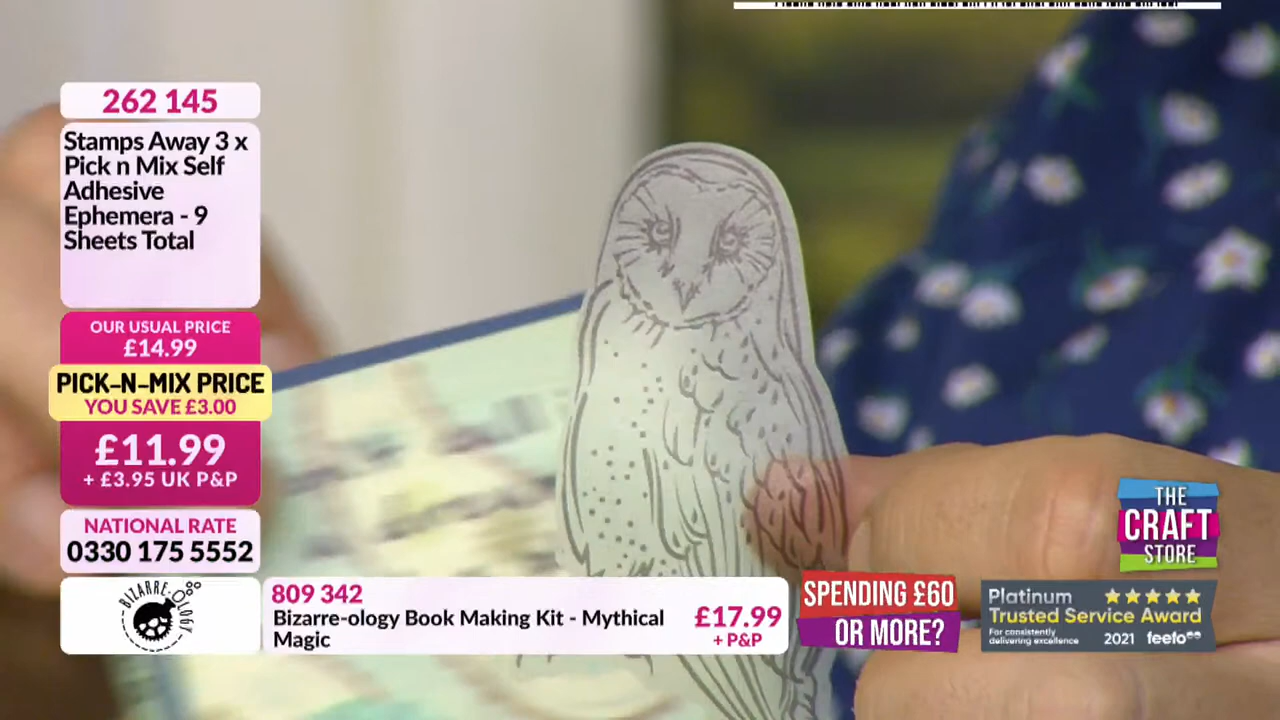 262 145
Stamps Away 3 x
Pick n Mix Self
Adhesive
Ephemera - 9
Sheets Total
OUR USUAL PRICE
£14.99
PICK-N-MIX PRICE
YOU SAVE £3.00
£11.99
+ £3.95 UK P&P
NATIONAL RATE
0330 175 5552
BIZARRE-OLOGY
809 342
Bizarre-ology Book Making Kit - Mythical
Magic
£17.99
+ P&P
SPENDING £60
OR MORE?
THE
CRAFT
STORE
Platinum
Trusted Service Award
For consistently
delivering excellence
2021 feefo